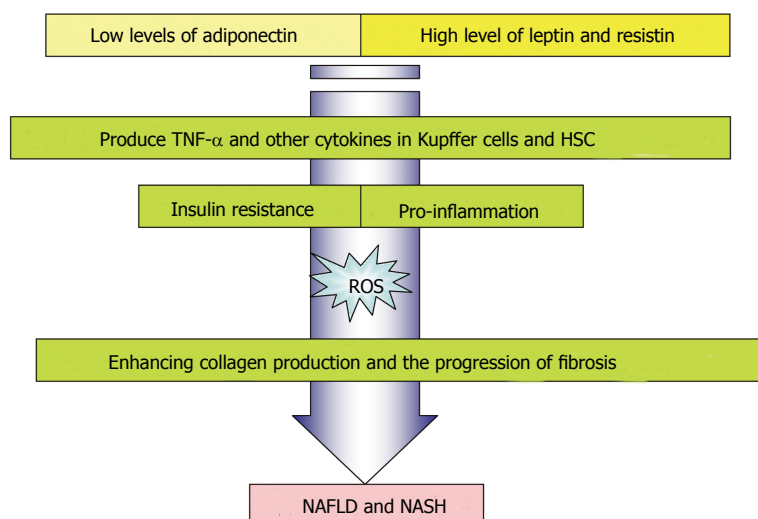 Low levels of adiponectin
High level of leptin and resistin
Produce TNF-α and other cytokines in Kupffer cells and HSC
Insulin resistance
Pro-inflammation
ROS
Enhancing collagen production and the progression of fibrosis
NAFLD and NASH